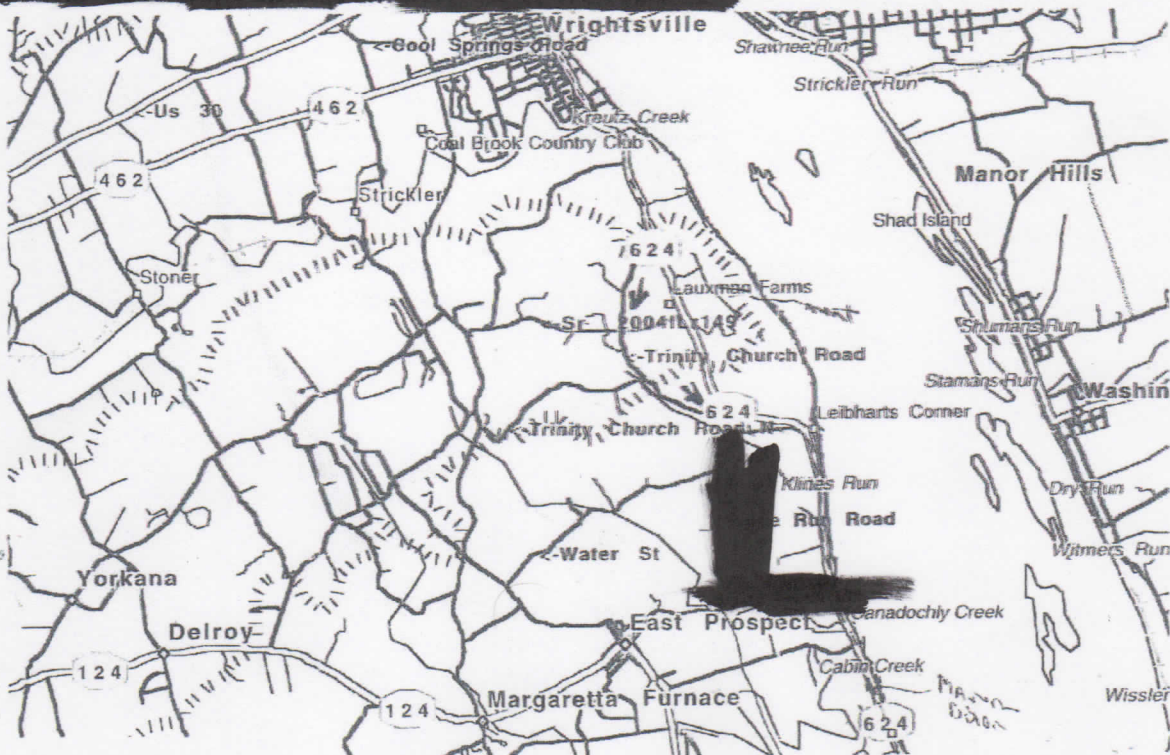 Wrightsville
<-Cool Springs Road
Shawnee Run
Strickler Run
<-Us 30
462
Kreutz Creek
Coal Brook Country Club
462
Manor Hills
Strickler
Shad Island
624
Stoner
Lauxman Farms
<-Sr 2004
Shumans Run
<-Trinity Church Road
Stamans Run
Washin
624
Leibharts Corner
<-Trinity Church Road N
Klines Run
Dry Run
Run Road
<-Water St
Witmers Run
Yorkana
Canadochly Creek
East Prospect
Delroy
Cabin Creek
124
Margaretta Furnace
Wissler
124
624